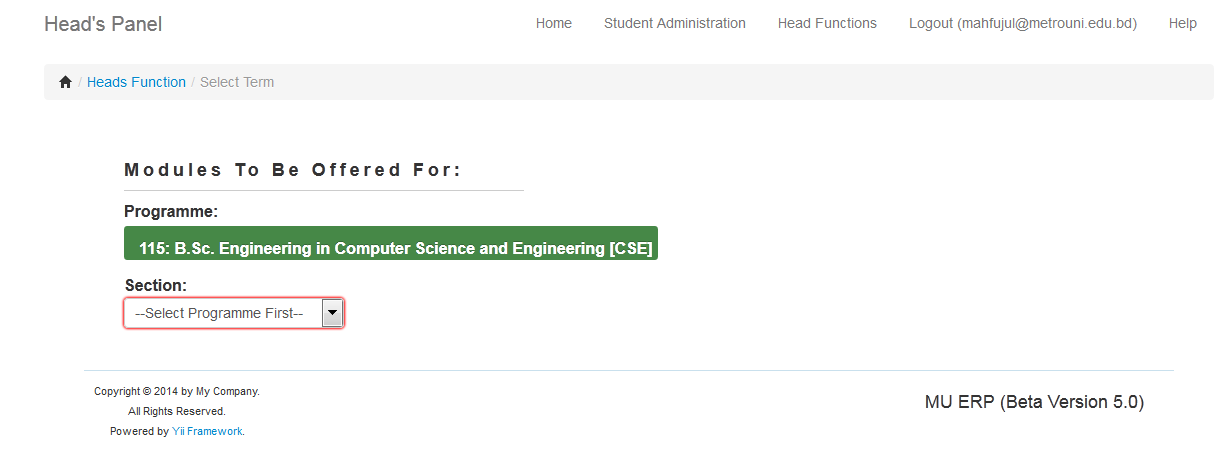 Head's Panel
Home Student Administration Head Functions Logout (mahfujul@metrouni.edu.bd) Help
/ Heads Function / Select Term
Modules To Be Offered For:
Programme:
115: B.Sc. Engineering in Computer Science and Engineering [CSE]
Section:
--Select Programme First--
Copyright © 2014 by My Company.
All Rights Reserved.
Powered by Yii Framework.
MU ERP (Beta Version 5.0)